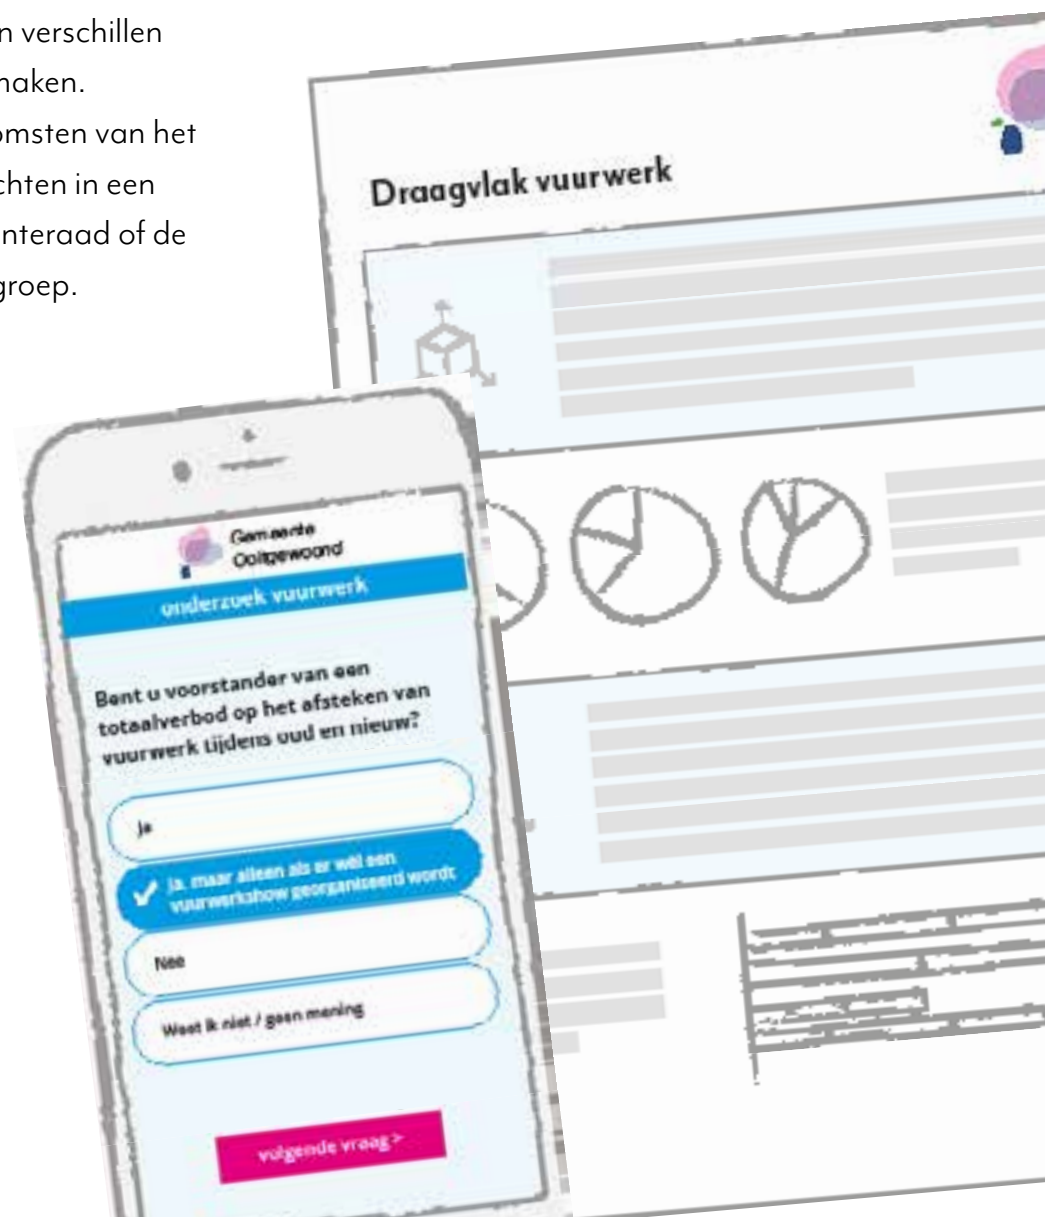 n verschillen
naken.
omsten van het
chten in een
nteraad of de
groep.
Draagvlak vuurwerk
Gemeente
Ooitgewoond
onderzoek vuurwerk
Bent u voorstander van een
totaalverbod op het afsteken van
vuurwerk tijdens oud en nieuw?
Ja
Ja, maar alleen als er wél een
vuurwerkshow georganiseerd wordt
Nee
Weet ik niet / geen mening
volgende vraag >